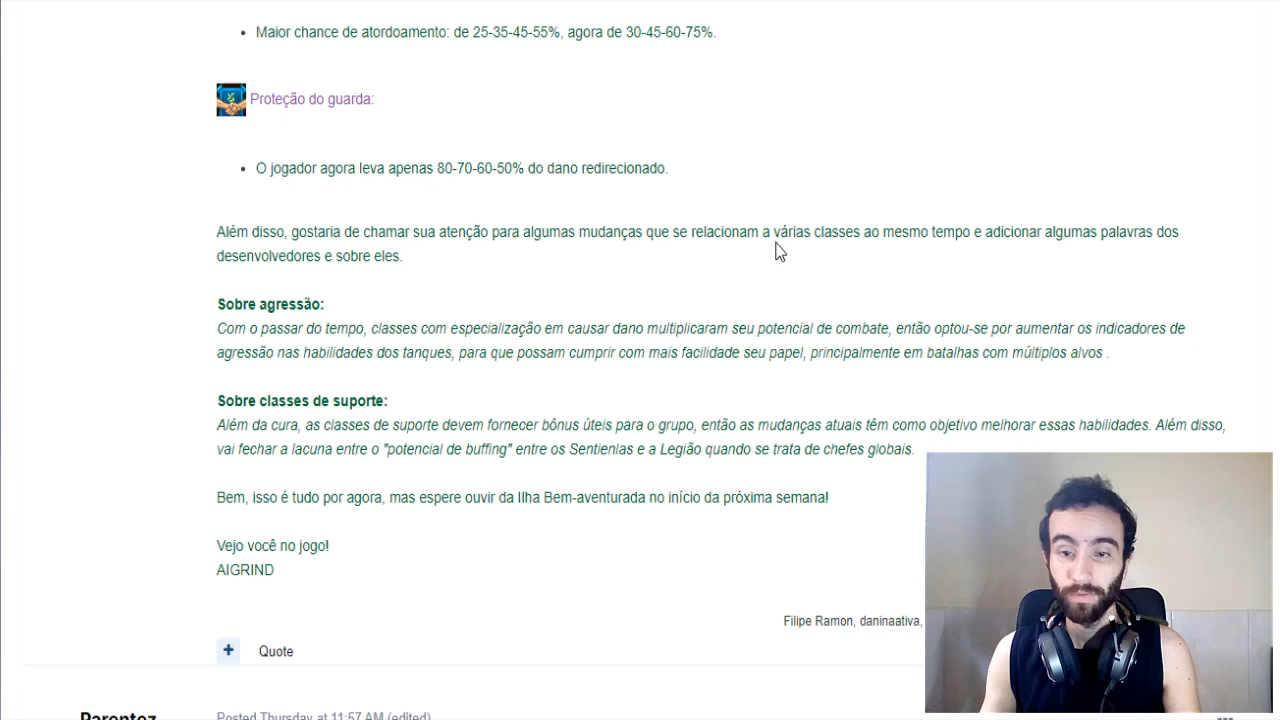 Maior chance de atordoamento: de 25-35-45-55%, agora de 30-45-60-75%.
Proteção do guarda:
O jogador agora leva apenas 80-70-60-50% do dano redirecionado.
Além disso, gostaria de chamar sua atenção para algumas mudanças que se relacionam a várias classes ao mesmo tempo e adicionar algumas palavras dos
desenvolvedores e sobre eles.
Sobre agressão:
Com o passar do tempo, classes com especialização em causar dano multiplicaram seu potencial de combate, então optou-se por aumentar os indicadores de
agressão nas habilidades dos tanques, para que possam cumprir com mais facilidade seu papel, principalmente em batalhas com múltiplos alvos .
Sobre classes de suporte:
Além da cura, as classes de suporte devem fornecer bônus úteis para o grupo, então as mudanças atuais têm como objetivo melhorar essas habilidades. Além disso,
vai fechar a lacuna entre o "potencial de buffing" entre os Sentienlas e a Legião quando se trata de chefes globais.
Bem, isso é tudo por agora, mas espere ouvir da Ilha Bem-aventurada no início da próxima semana!
Vejo você no jogo!
AIGRIND
Filipe Ramon, daninaativa,
+ Quote
Parentez Posted Thursday at 11:57 AM (edited)